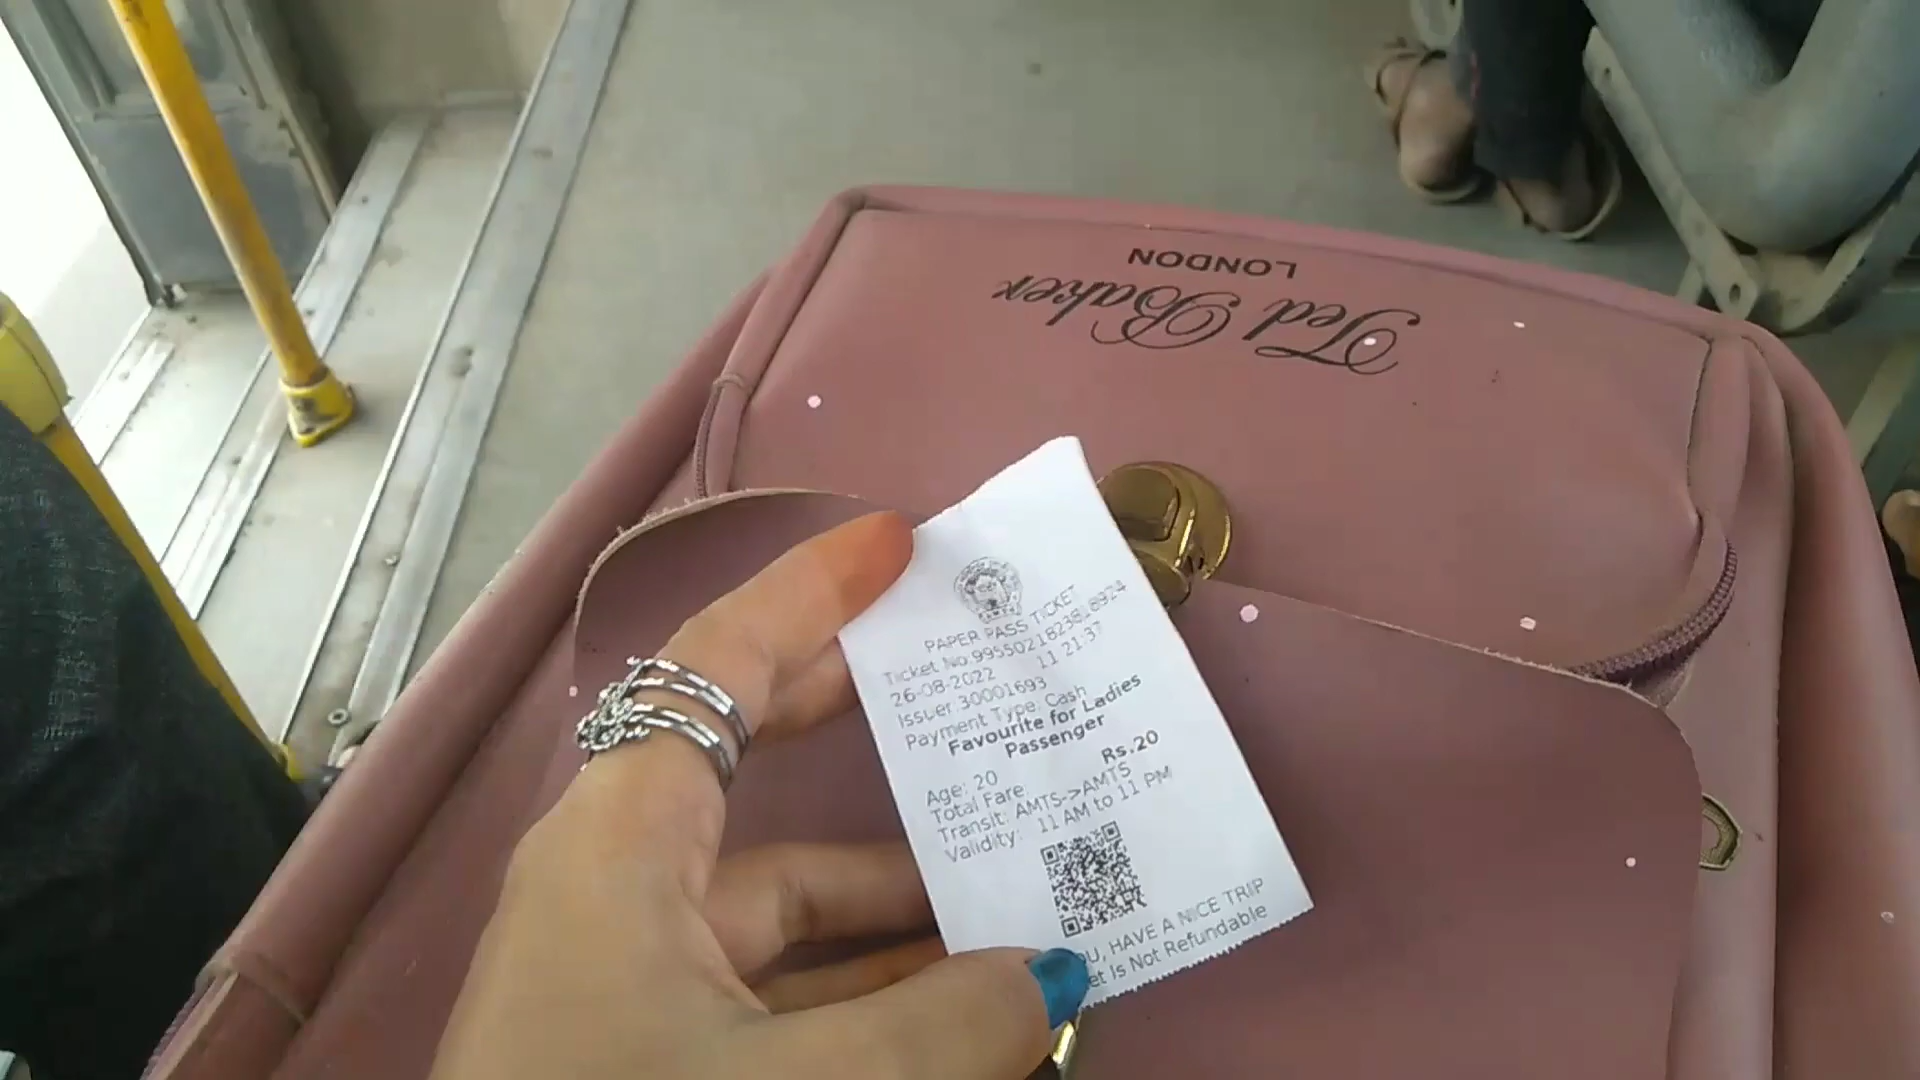 Ted Baker
LONDON
PAPER PASS TICKET
Ticket No:9955021823818924
26-08-2022 11 21:37
Issuer:30001693
Payment Type: Cash
Favourite for Ladies
Passenger
Age: 20
Total Fare: Rs.20
Transit: AMTS->AMTS
Validity: 11 AM to 11 PM
HAVE A NICE TRIP
Is Not Refundable